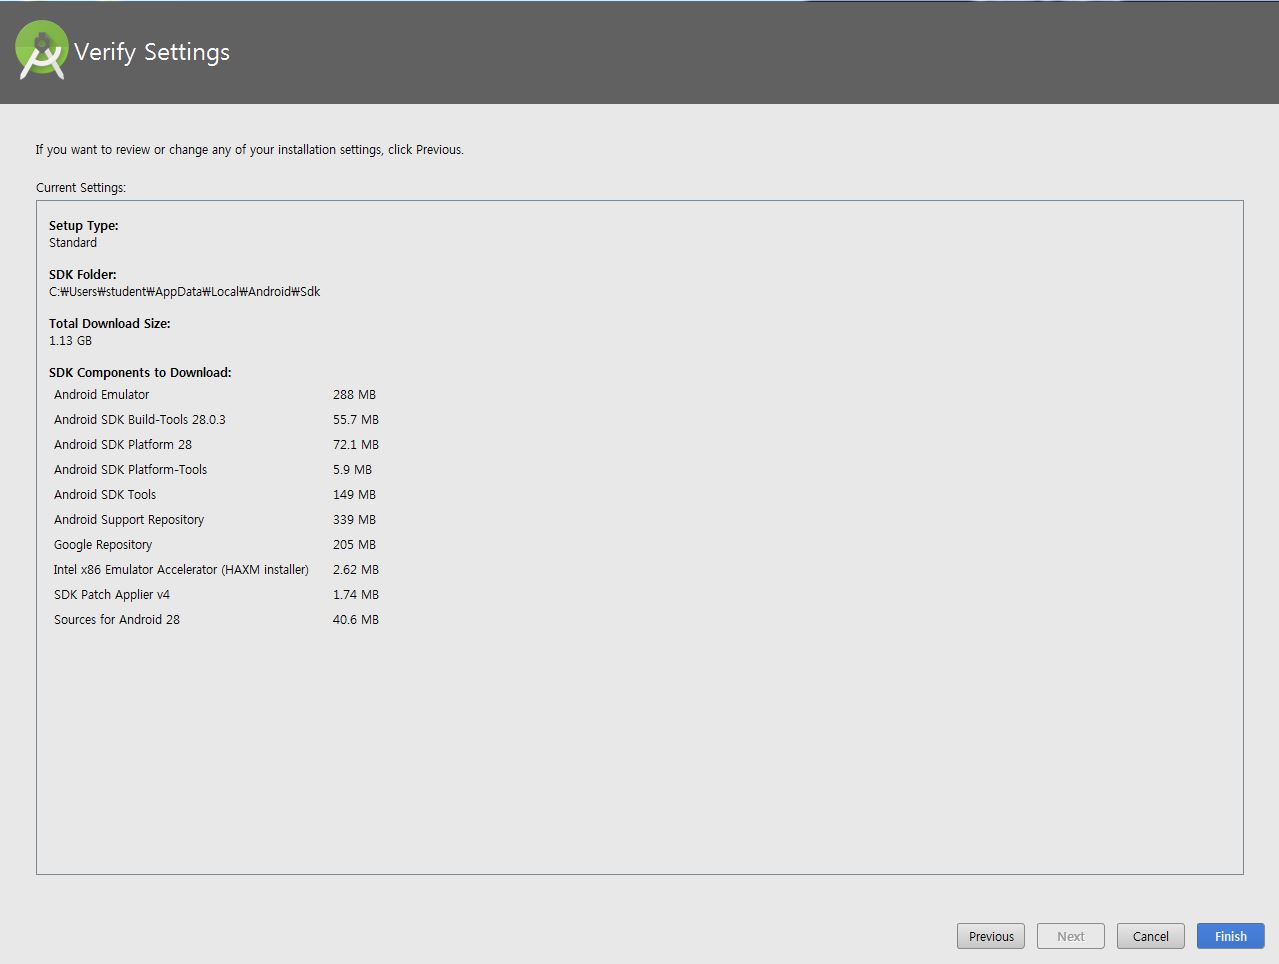 Verify Settings
If you want to review or change any of your installation settings, click Previous.
Current Settings:
Setup Type:
Standard
SDK Folder:
C:₩Users₩student₩AppData₩Local₩Android₩Sdk
Total Download Size:
1.13 GB
SDK Components to Download:
Android Emulator 288 MB
Android SDK Build-Tools 28.0.3 55.7 MB
Android SDK Platform 28 72.1 MB
Android SDK Platform-Tools 5.9 MB
Android SDK Tools 149 MB
Android Support Repository 339 MB
Google Repository 205 MB
Intel x86 Emulator Accelerator (HAXM installer) 2.62 MB
SDK Patch Applier v4 1.74 MB
Sources for Android 28 40.6 MB
Previous Next Cancel Finish